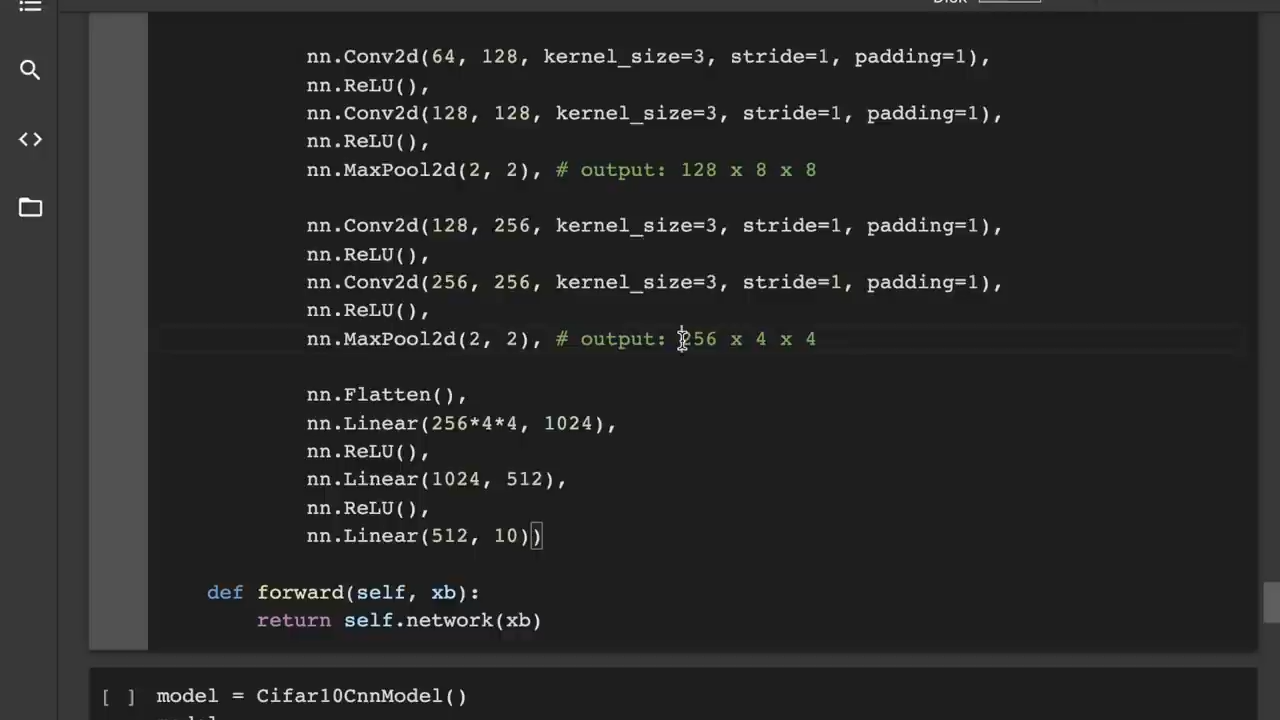 Disk
nn.Conv2d(64, 128, kernel_size=3, stride=1, padding=1),
nn.ReLU(),
nn.Conv2d(128, 128, kernel_size=3, stride=1, padding=1),
nn.ReLU(),
nn.MaxPool2d(2, 2), # output: 128 x 8 x 8
nn.Conv2d(128, 256, kernel_size=3, stride=1, padding=1),
nn.ReLU(),
nn.Conv2d(256, 256, kernel_size=3, stride=1, padding=1),
nn.ReLU(),
nn.MaxPool2d(2, 2), # output: 256 x 4 x 4
nn.Flatten(),
nn.Linear(256*4*4, 1024),
nn.ReLU(),
nn.Linear(1024, 512),
nn.ReLU(),
nn.Linear(512, 10))
def forward(self, xb):
return self.network(xb)
[ ] model = Cifar10CnnModel()
model